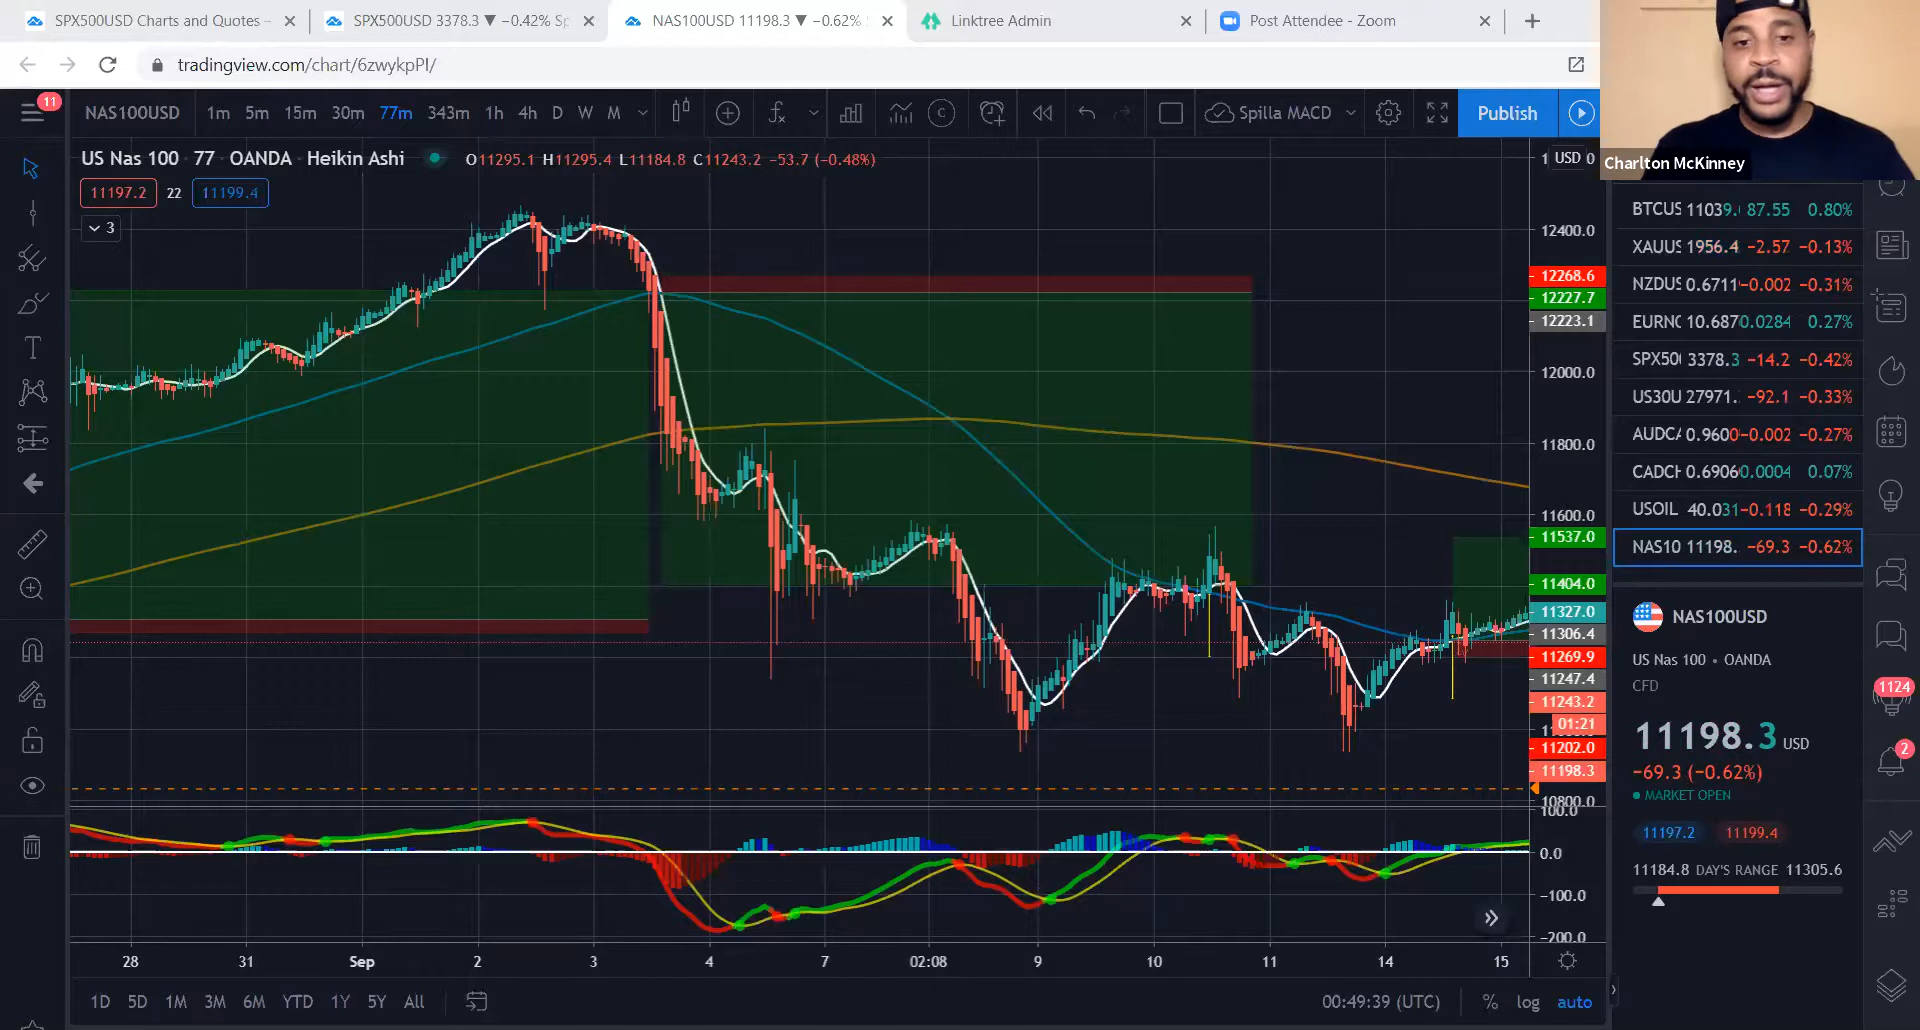 SPX500USD Charts and Quotes –
SPX500USD 3378.3 ▼ −0.42% Sp
NAS100USD 11198.3 ▼ −0.62%
Linktree Admin
Post Attendee - Zoom
tradingview.com/chart/6zwykpPl/
11
NAS100USD 1m 5m 15m 30m 77m 343m 1h 4h D W M
Spilla MACD
Publish
US Nas 100 · 77 · OANDA · Heikin Ashi
O11295.1 H11295.4 L11184.8 C11243.2 −53.7 (−0.48%)
11197.2 22 11199.4
3
Charlton McKinney
USD
12400.0
12268.6
12227.7
12223.1
12000.0
11800.0
11600.0
11537.0
11404.0
11327.0
11306.4
11269.9
11247.4
11243.2
01:21
11202.0
11198.3
10800.0
100.0
0.0
−100.0
−200.0
28 31 Sep 2 3 4 7 02:08 9 10 11 14 15
1D 5D 1M 3M 6M YTD 1Y 5Y All
00:49:39 (UTC) % log auto
BTCUS 11039. 87.55 0.80%
XAUUS 1956.4 −2.57 −0.13%
NZDUS 0.6711 −0.002 −0.31%
EURNO 10.687 0.0284 0.27%
SPX50 3378.3 −14.2 −0.42%
US30U 27971. −92.1 −0.33%
AUDCA 0.9600 −0.002 −0.27%
CADCH 0.6906 0.0004 0.07%
USOIL 40.031 −0.118 −0.29%
NAS10 11198. −69.3 −0.62%
NAS100USD
US Nas 100 • OANDA
CFD
11198.3 USD
−69.3 (−0.62%)
MARKET OPEN
11197.2 11199.4
11184.8 DAY'S RANGE 11305.6
1124
2